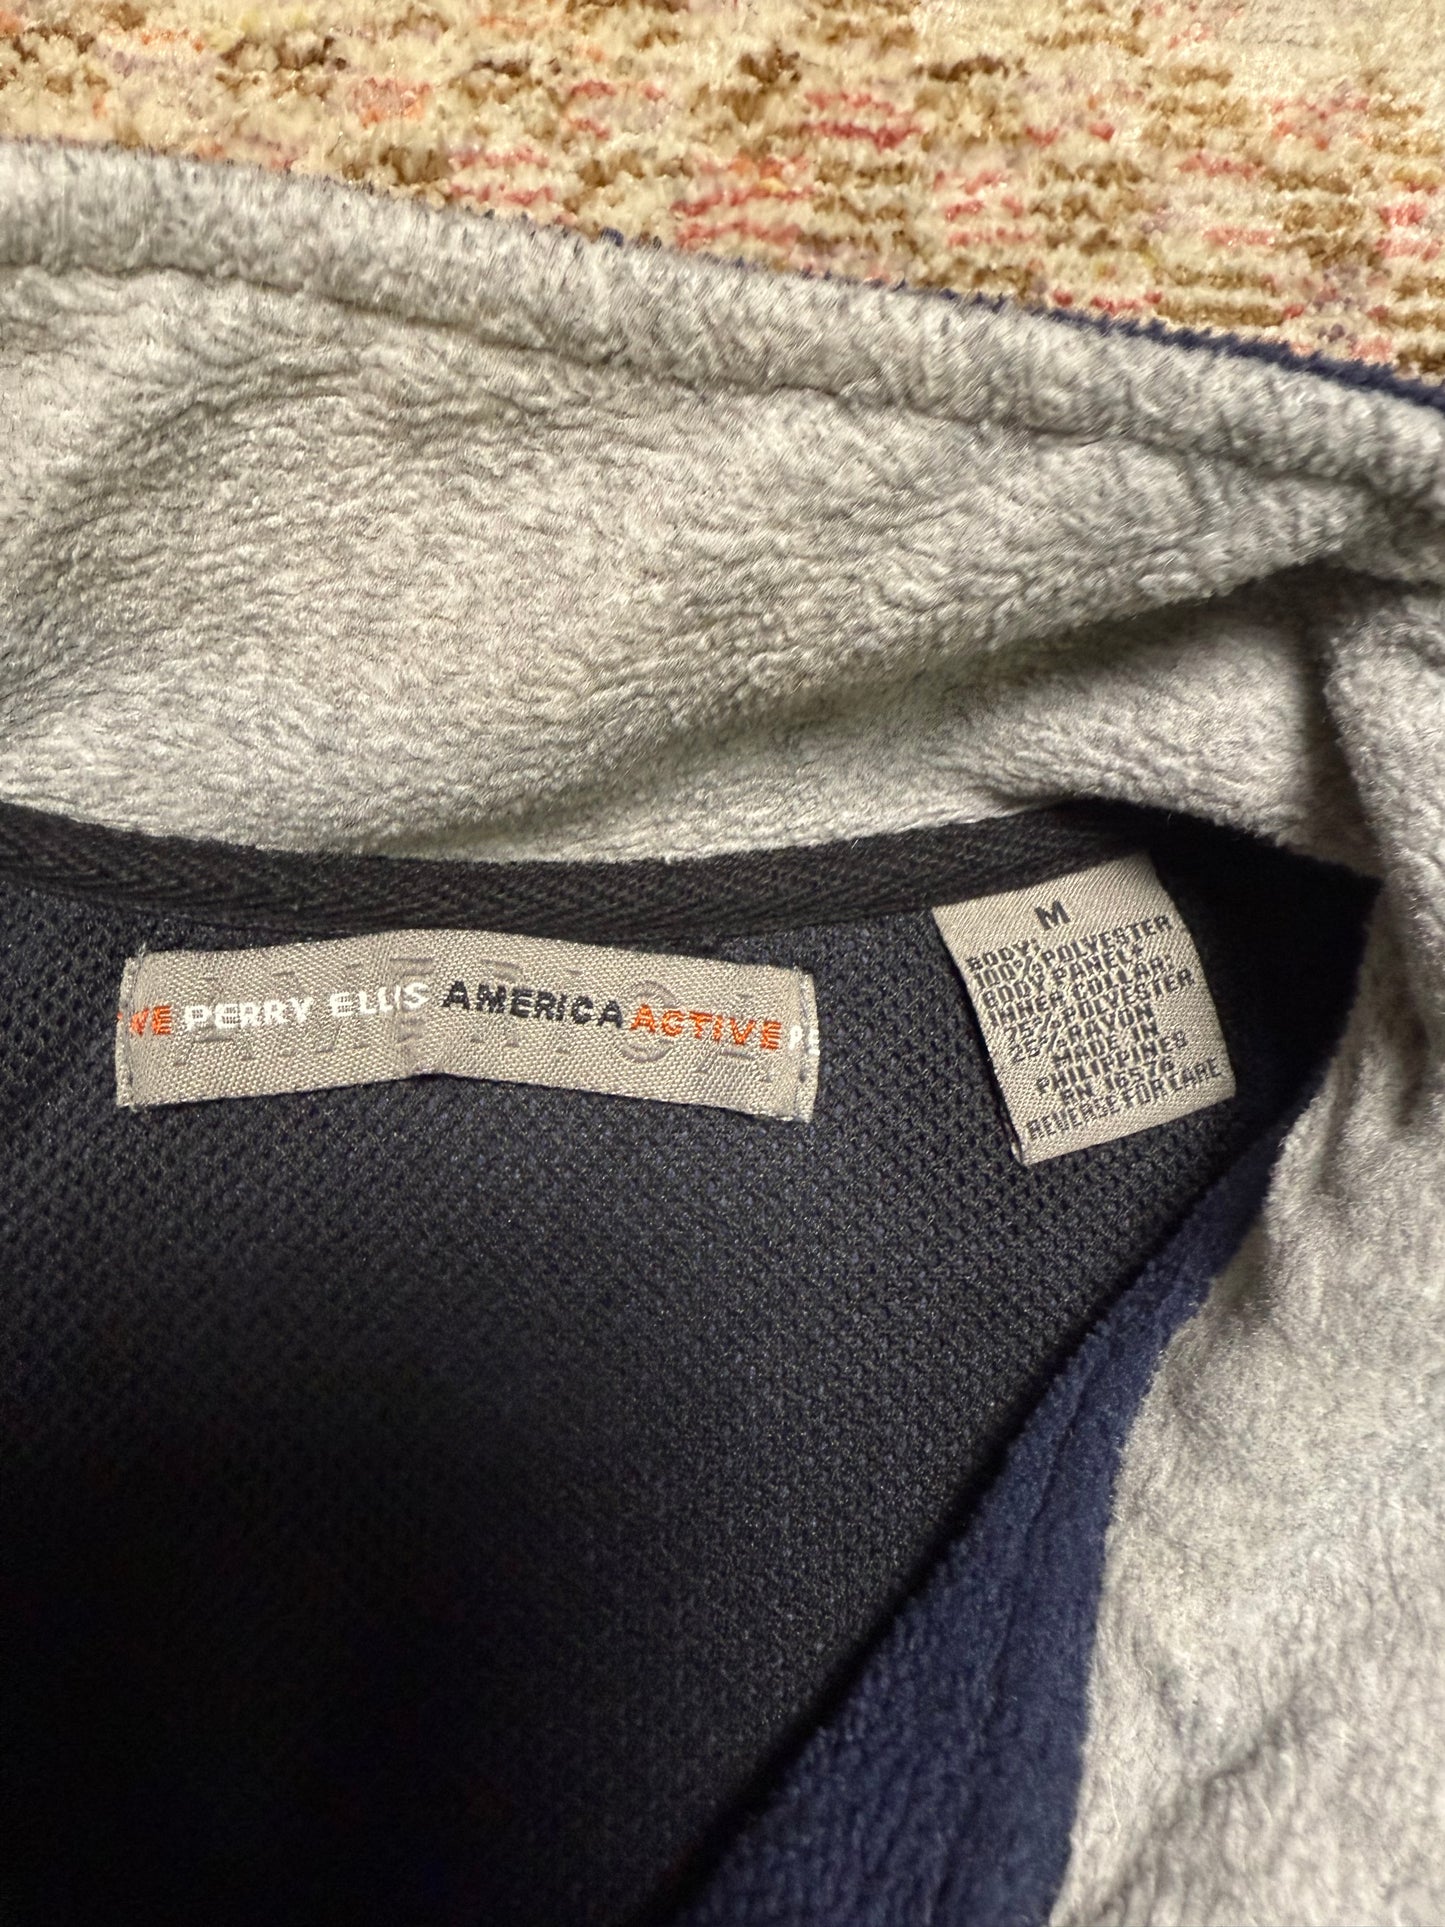 VE PERRY ELLIS AMERICA ACTIVE P
M
BODY:
100% POLYESTER
BODY PANEL&
INNER COLLAR:
75% POLYESTER
25% RAYON
MADE IN
PHILIPPINES
RN 16576
REVERSE FOR CARE